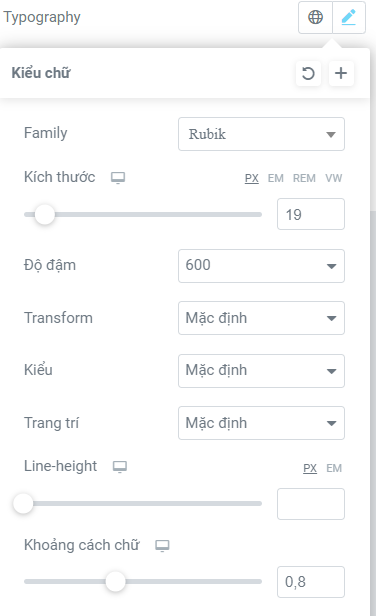 Typography
Kiểu chữ
Family Rubik
Kích thước PX EM REM VW
19
Độ đậm 600
Transform Mặc định
Kiểu Mặc định
Trang trí Mặc định
Line-height PX EM
Khoảng cách chữ
0,8